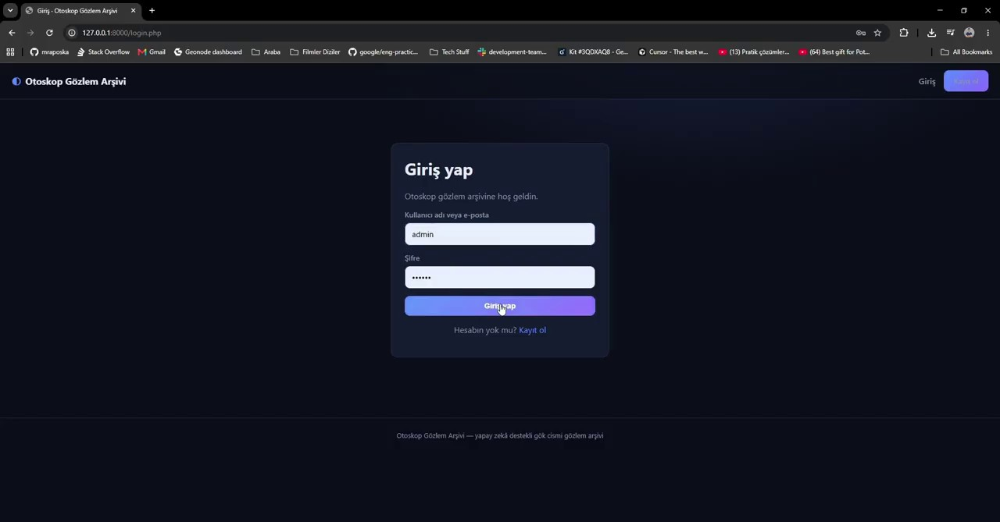 Giriş · Otoskop Gözlem Arşivi
127.0.0.1:8000/login.php
mraposka
Stack Overflow
Gmail
Geonode dashboard
Araba
Filmler Diziler
google/eng-practic...
Tech Stuff
development-team...
Kit #3QDXAQ8 - Ge...
Cursor - The best w...
(13) Pratik çözümler...
(64) Best gift for Pot...
All Bookmarks
Otoskop Gözlem Arşivi
Giriş
Kayıt ol
Giriş yap
Otoskop gözlem arşivine hoş geldin.
Kullanıcı adı veya e-posta
admin
Şifre
••••••
Giriş yap
Hesabın yok mu? Kayıt ol
Otoskop Gözlem Arşivi — yapay zekâ destekli gök cismi gözlem arşivi